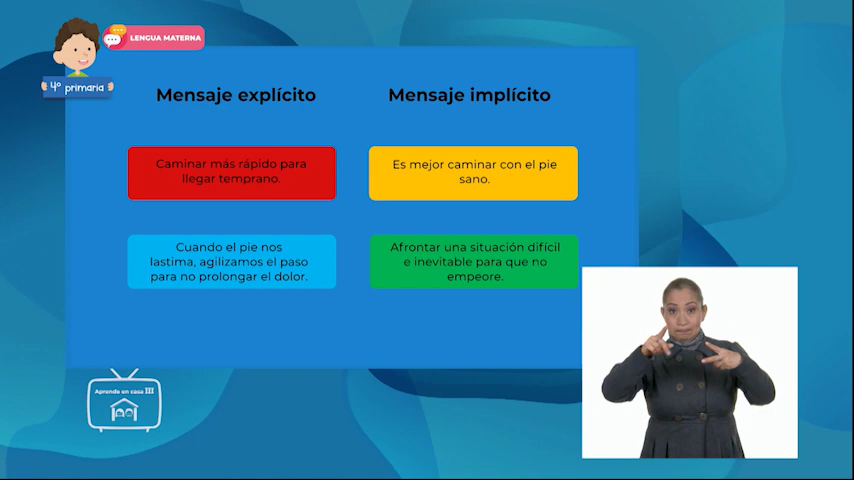 LENGUA MATERNA
4º primaria
Mensaje explícito
Mensaje implícito
Caminar más rápido para
llegar temprano.
Es mejor caminar con el pie
sano.
Cuando el pie nos
lastima, agilizamos el paso
para no prolongar el dolor.
Afrontar una situación difícil
e inevitable para que no
empeore.
Aprende en casa III